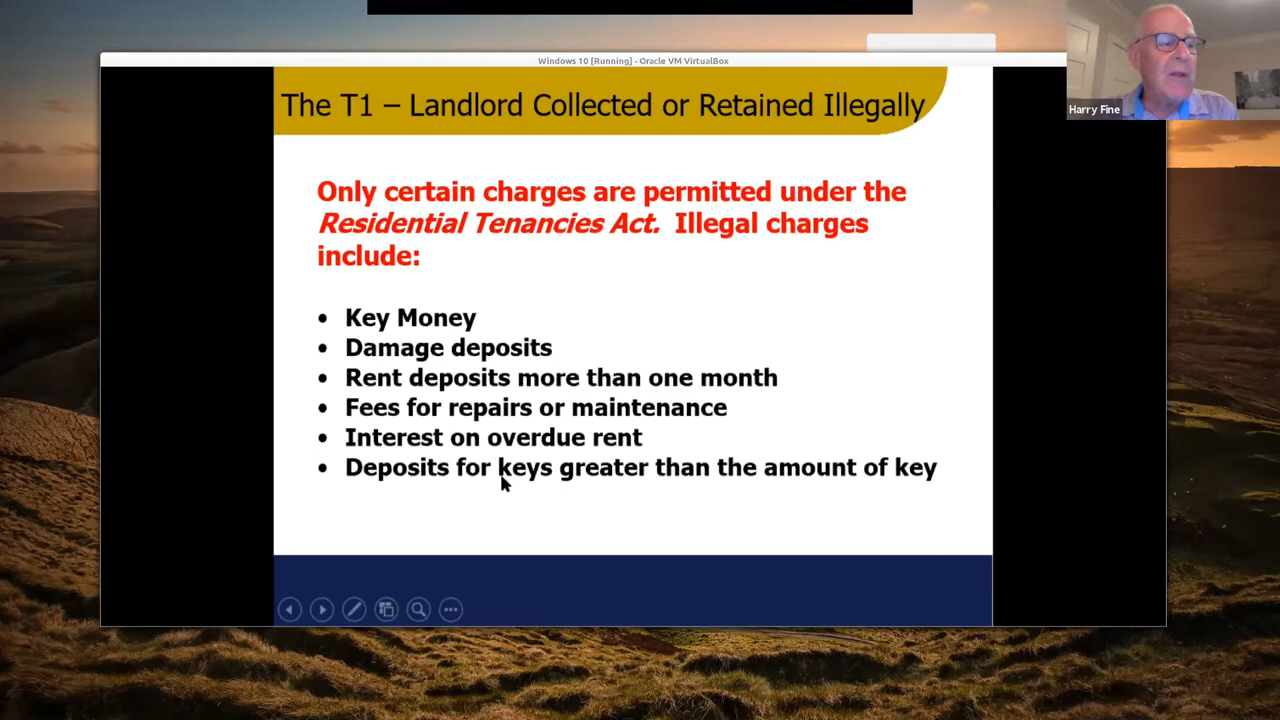 Windows 10 [Running] - Oracle VM VirtualBox
Harry Fine
The T1 – Landlord Collected or Retained Illegally
Only certain charges are permitted under the
Residential Tenancies Act. Illegal charges
include:
• Key Money
• Damage deposits
• Rent deposits more than one month
• Fees for repairs or maintenance
• Interest on overdue rent
• Deposits for keys greater than the amount of key